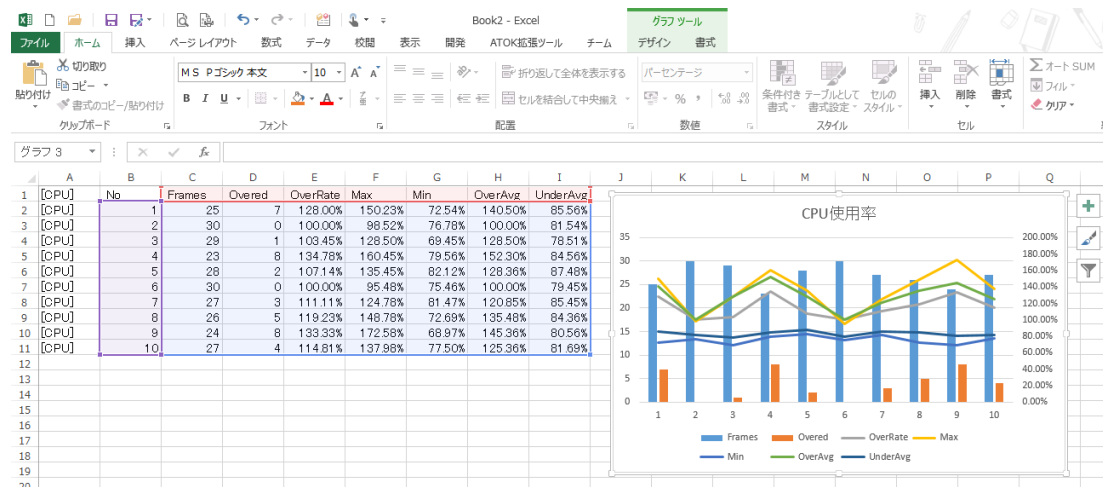 Book2 - Excel
グラフ ツール
ファイル ホーム 挿入 ページ レイアウト 数式 データ 校閲 表示 開発 ATOK拡張ツール チーム デザイン 書式
貼り付け
切り取り
コピー
書式のコピー/貼り付け
クリップボード
ＭＳ Ｐゴシック 本文 10
B I U
フォント
折り返して全体を表示する
セルを結合して中央揃え
配置
パーセンテージ
%
数値
条件付き書式
テーブルとして書式設定
セルのスタイル
スタイル
挿入 削除 書式
セル
オート SUM
フィル
クリア
グラフ 3 fx
A B C D E F G H I J K L M N O P Q
1 [CPU] No Frames Overed OverRate Max Min OverAvg UnderAvg
2 [CPU] 1 25 7 128.00% 150.23% 72.54% 140.50% 85.56%
3 [CPU] 2 30 0 100.00% 98.52% 76.78% 100.00% 81.54%
4 [CPU] 3 29 1 103.45% 128.50% 69.45% 128.50% 78.51%
5 [CPU] 4 23 8 134.78% 160.45% 79.56% 152.30% 84.56%
6 [CPU] 5 28 2 107.14% 135.45% 82.12% 128.36% 87.48%
7 [CPU] 6 30 0 100.00% 95.48% 75.46% 100.00% 79.45%
8 [CPU] 7 27 3 111.11% 124.78% 81.47% 120.85% 85.45%
9 [CPU] 8 26 5 119.23% 148.78% 72.69% 135.48% 84.36%
10 [CPU] 9 24 8 133.33% 172.58% 68.97% 145.36% 80.56%
11 [CPU] 10 27 4 114.81% 137.98% 77.50% 125.36% 81.69%
12
13
14
15
16
17
18
19
20
CPU使用率
35
30
25
20
15
10
5
0
200.00%
180.00%
160.00%
140.00%
120.00%
100.00%
80.00%
60.00%
40.00%
20.00%
0.00%
1 2 3 4 5 6 7 8 9 10
Frames Overed OverRate Max
Min OverAvg UnderAvg